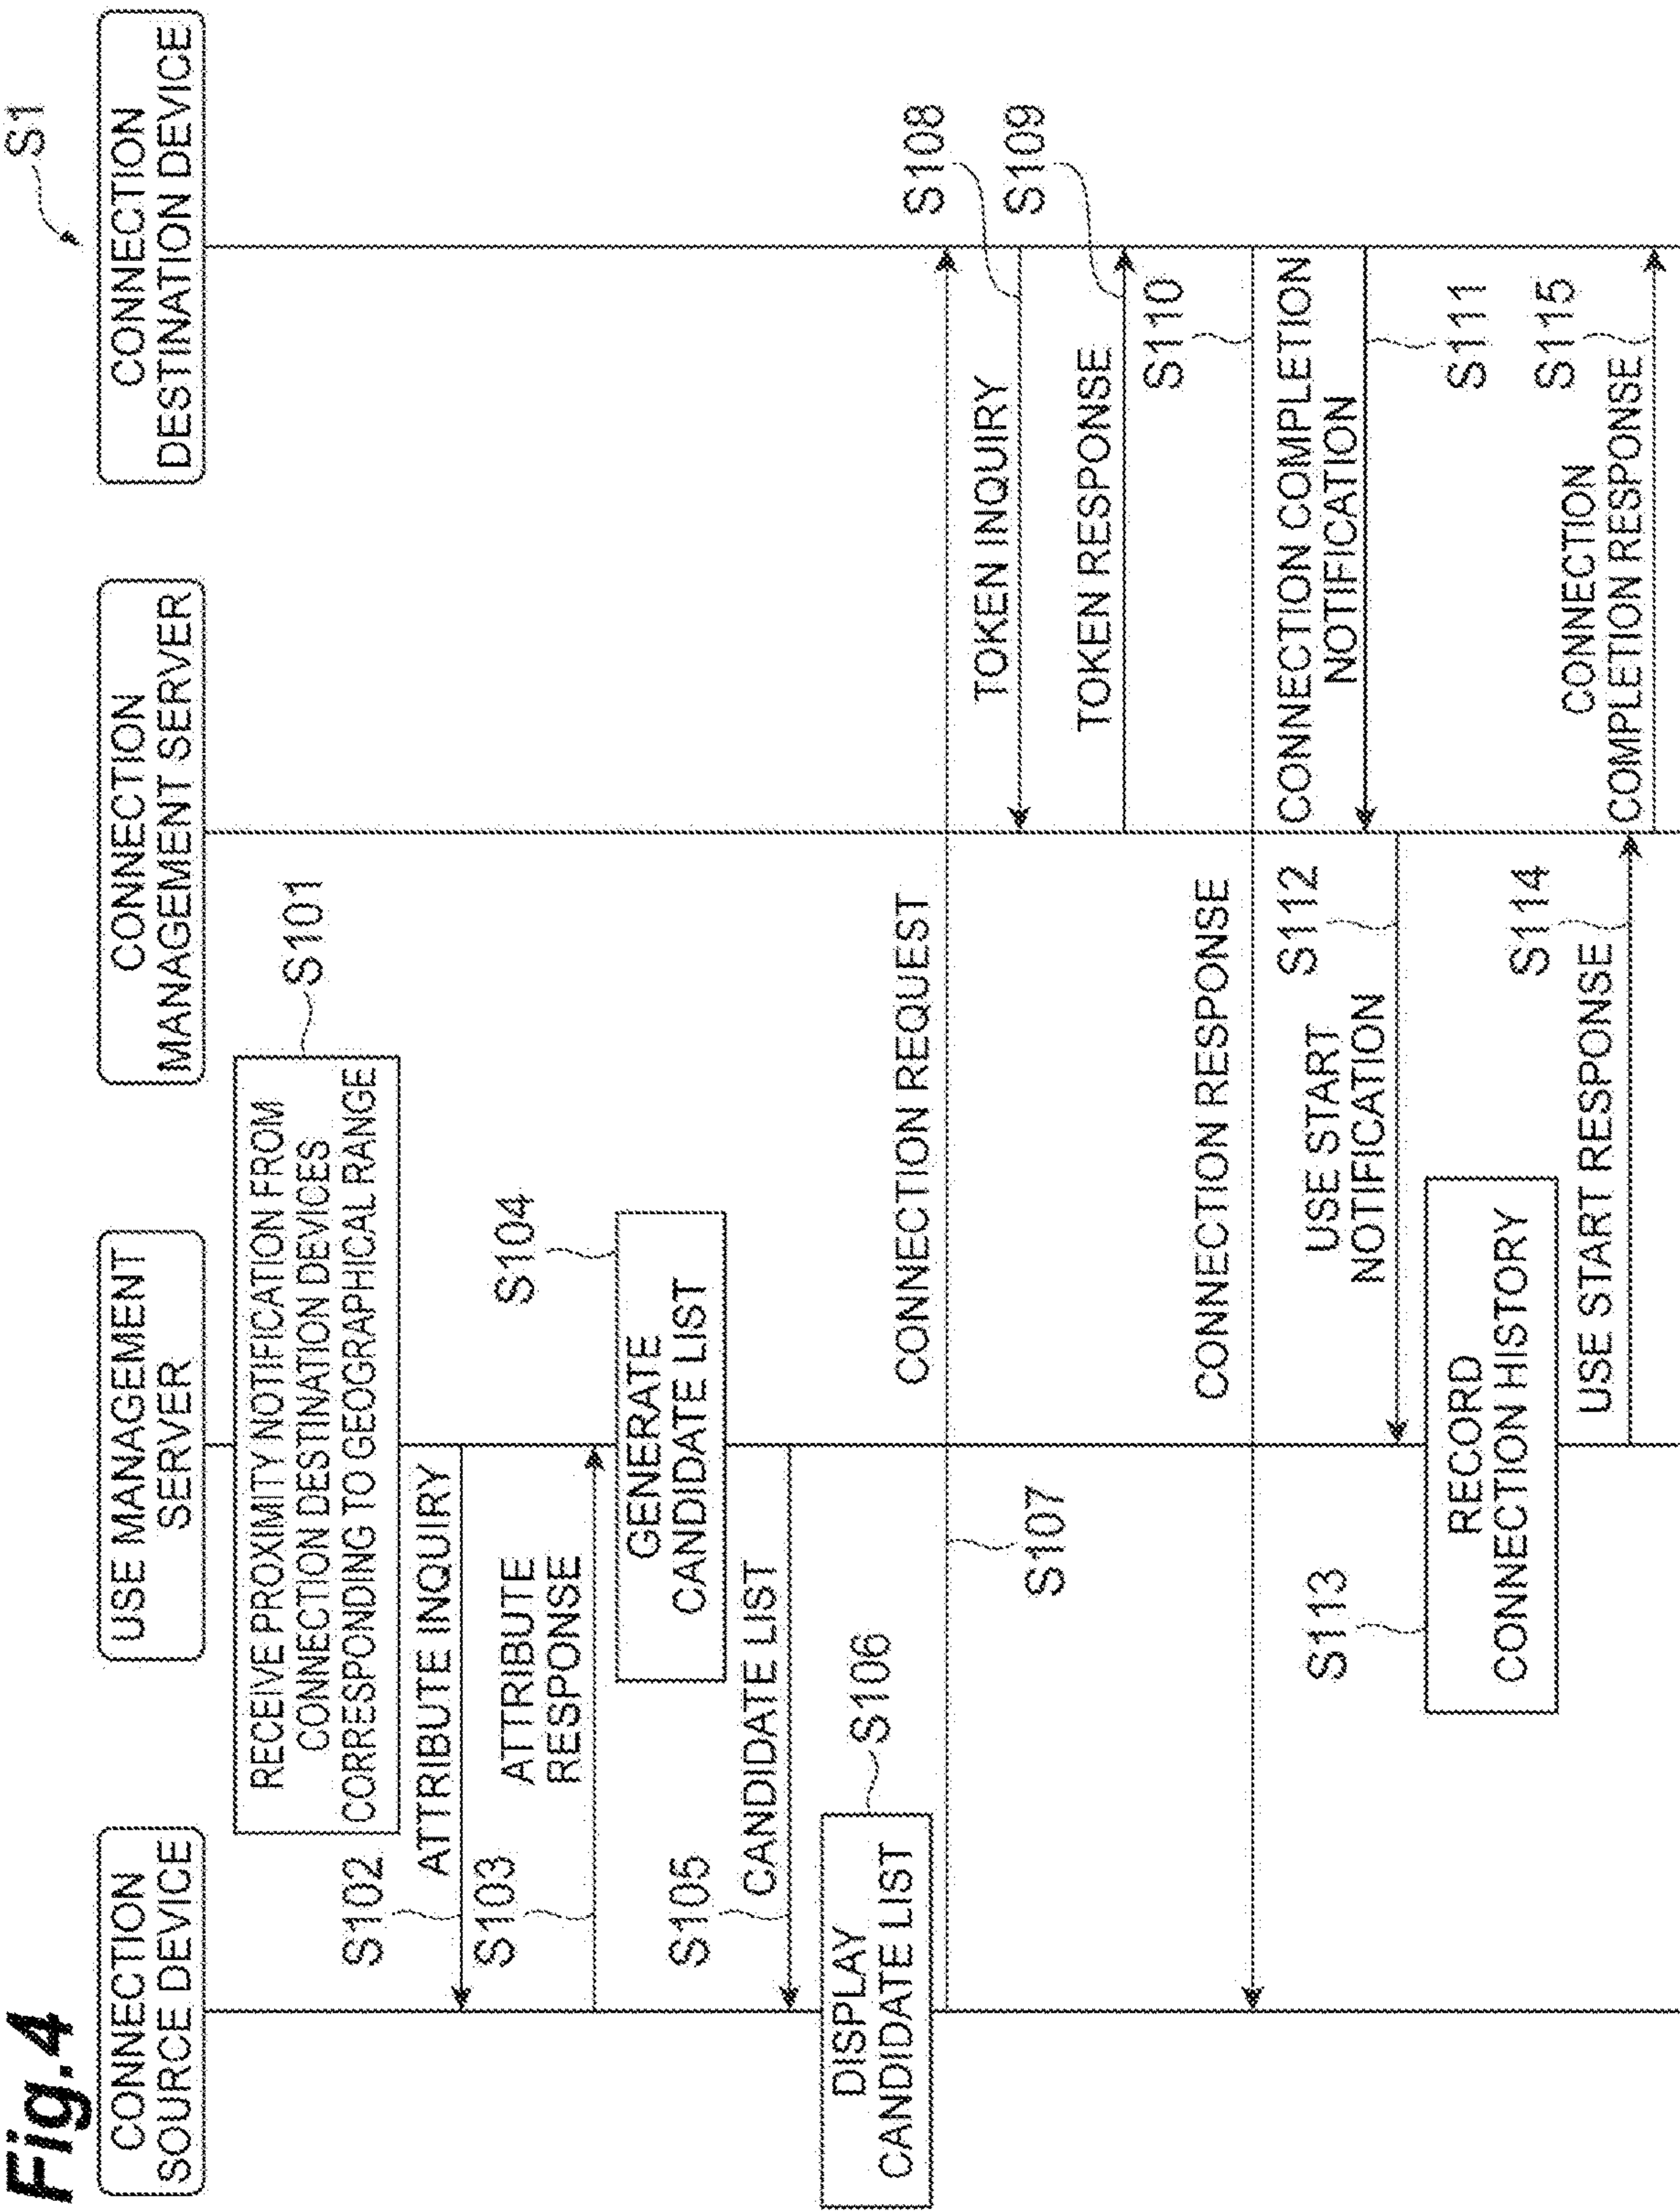 Fig.4
S1
CONNECTION
SOURCE DEVICE
USE MANAGEMENT
SERVER
CONNECTION
MANAGEMENT SERVER
CONNECTION
DESTINATION DEVICE
RECEIVE PROXIMITY NOTIFICATION FROM
CONNECTION DESTINATION DEVICES
CORRESPONDING TO GEOGRAPHICAL RANGE
S101
S102
ATTRIBUTE INQUIRY
S103
ATTRIBUTE
RESPONSE
S104
GENERATE
CANDIDATE LIST
S105
CANDIDATE LIST
DISPLAY
CANDIDATE LIST
S106
CONNECTION REQUEST
S107
TOKEN INQUIRY
S108
TOKEN RESPONSE
S109
CONNECTION RESPONSE
S110
CONNECTION COMPLETION
NOTIFICATION
S111
USE START
NOTIFICATION
S112
S113
RECORD
CONNECTION HISTORY
USE START RESPONSE
S114
CONNECTION
COMPLETION RESPONSE
S115